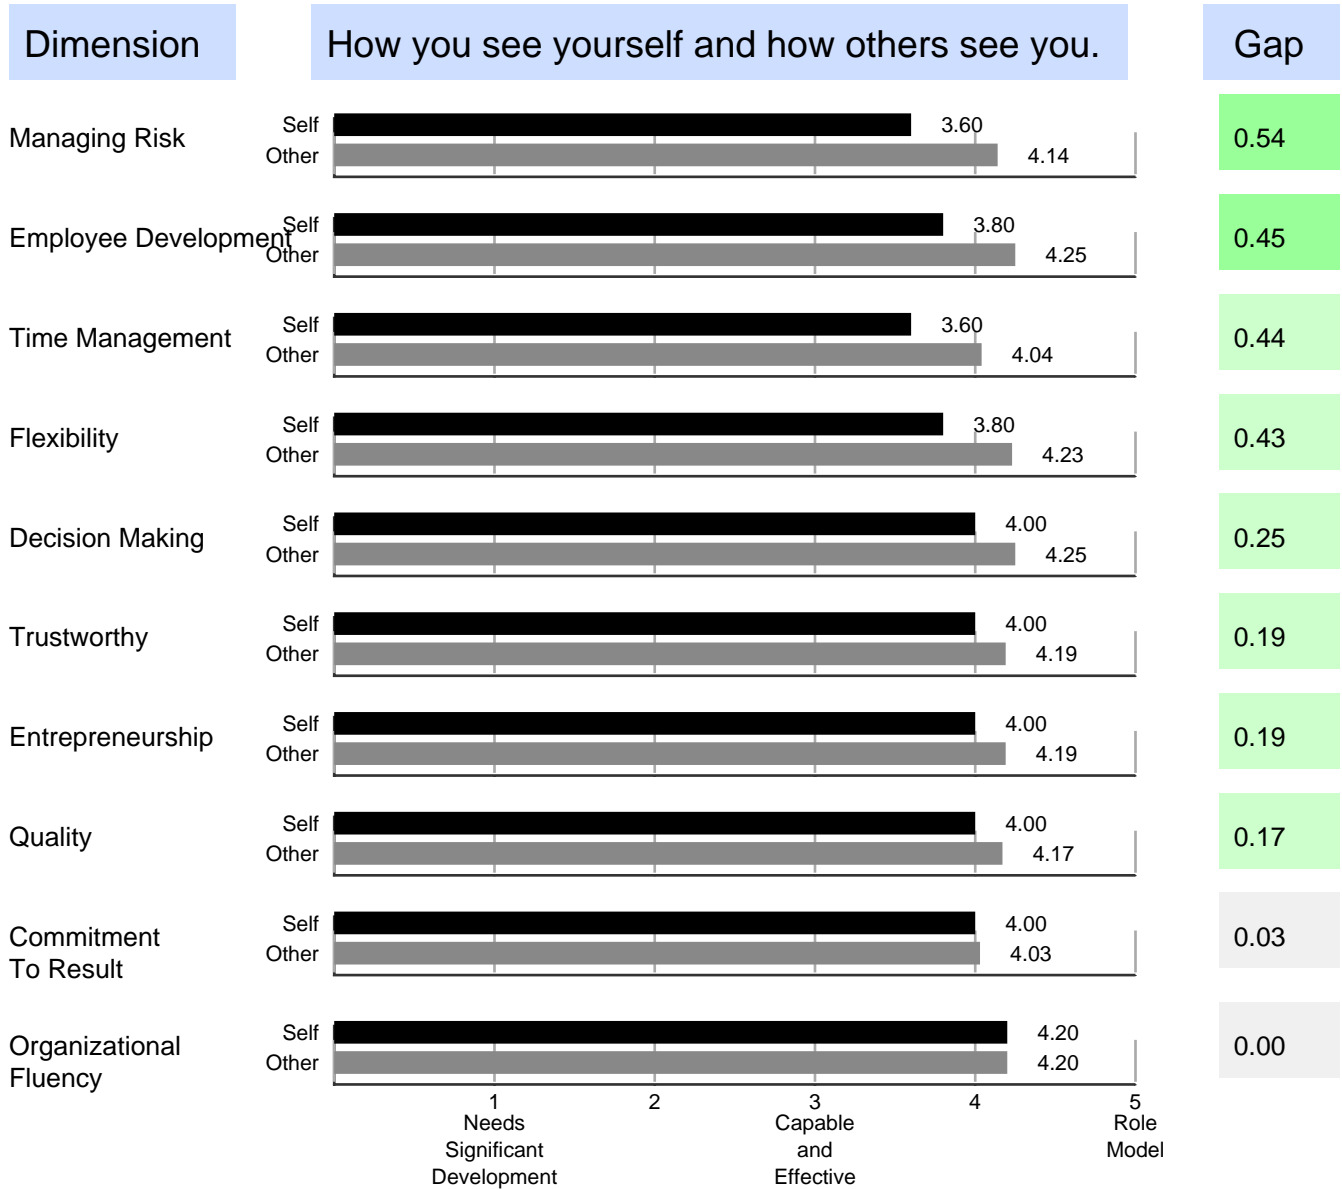 Dimension
How you see yourself and how others see you.
Gap
Managing Risk
Self
3.60
Other
4.14
0.54
Employee Development
Self
3.80
Other
4.25
0.45
Time Management
Self
3.60
Other
4.04
0.44
Flexibility
Self
3.80
Other
4.23
0.43
Decision Making
Self
4.00
Other
4.25
0.25
Trustworthy
Self
4.00
Other
4.19
0.19
Entrepreneurship
Self
4.00
Other
4.19
0.19
Quality
Self
4.00
Other
4.17
0.17
Commitment
To Result
Self
4.00
Other
4.03
0.03
Organizational
Fluency
Self
4.20
Other
4.20
0.00
1
Needs
Significant
Development
2
3
Capable
and
Effective
4
5
Role
Model